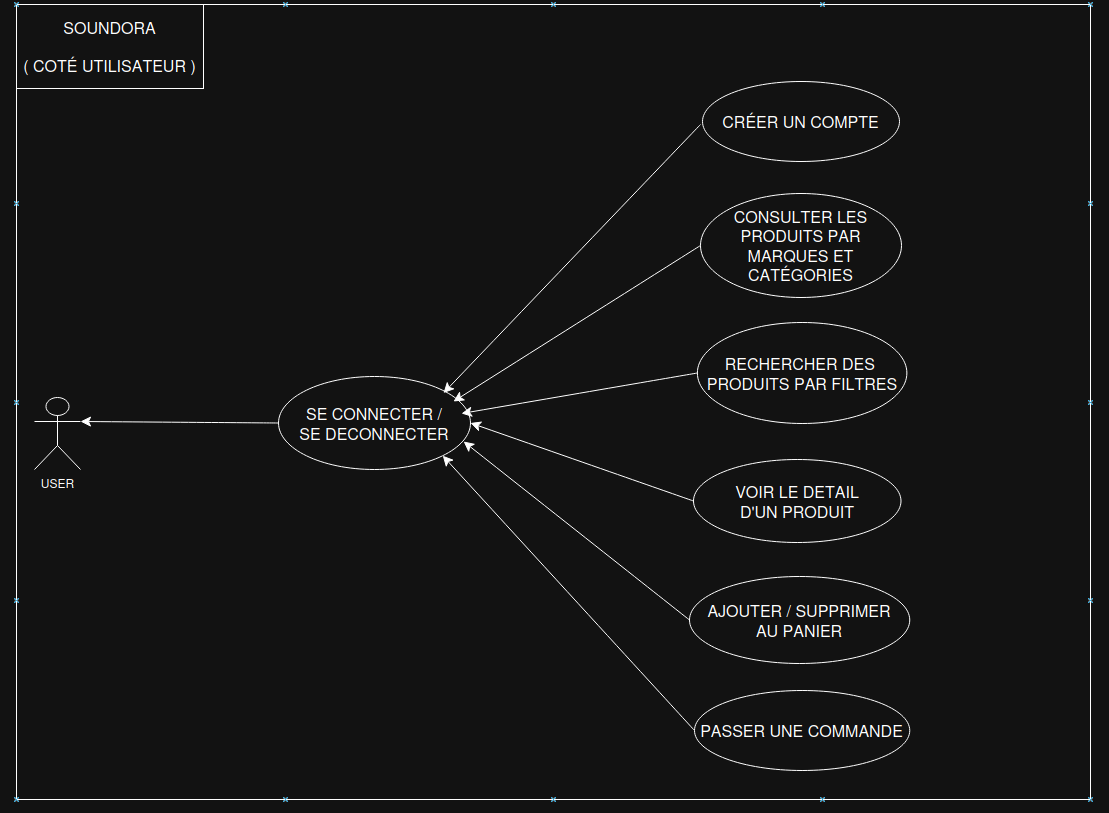 SOUNDORA
( COTÉ UTILISATEUR )
CRÉER UN COMPTE
CONSULTER LES
PRODUITS PAR
MARQUES ET
CATÉGORIES
RECHERCHER DES
PRODUITS PAR FILTRES
SE CONNECTER /
SE DECONNECTER
USER
VOIR LE DETAIL
D'UN PRODUIT
AJOUTER / SUPPRIMER
AU PANIER
PASSER UNE COMMANDE